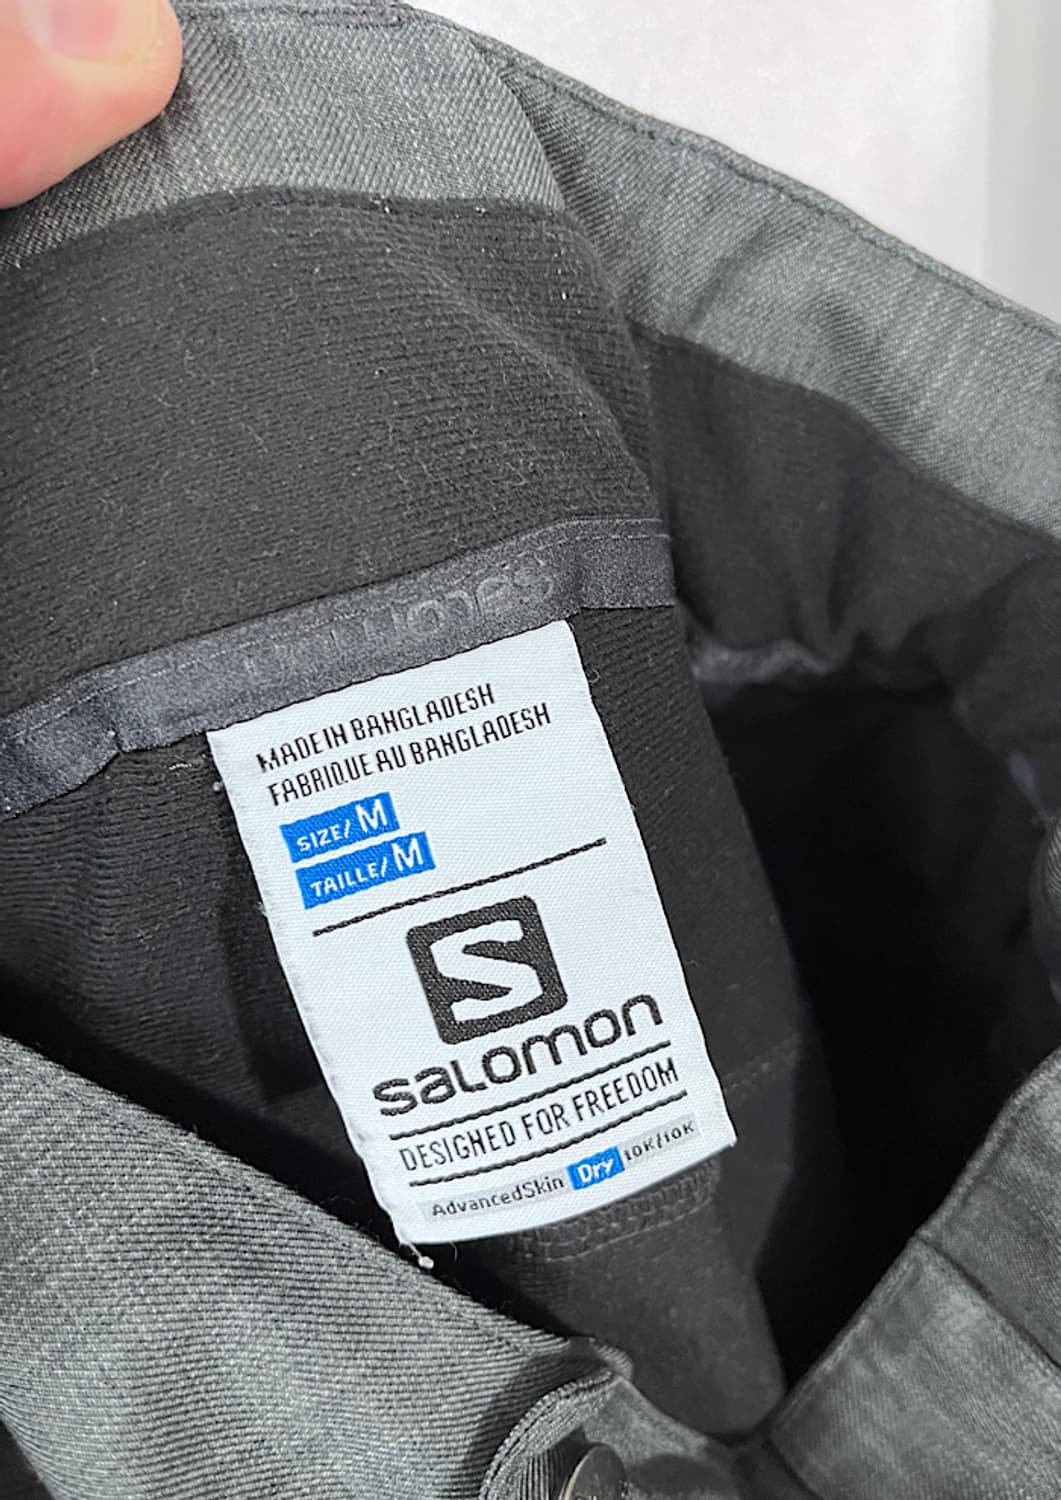 MADE IN BANGLADESH
FABRIQUE AU BANGLADESH
SIZE/ M
TAILLE/ M
S
salomon
DESIGNED FOR FREEDOM
AdvancedSkin Dry 10K/10K